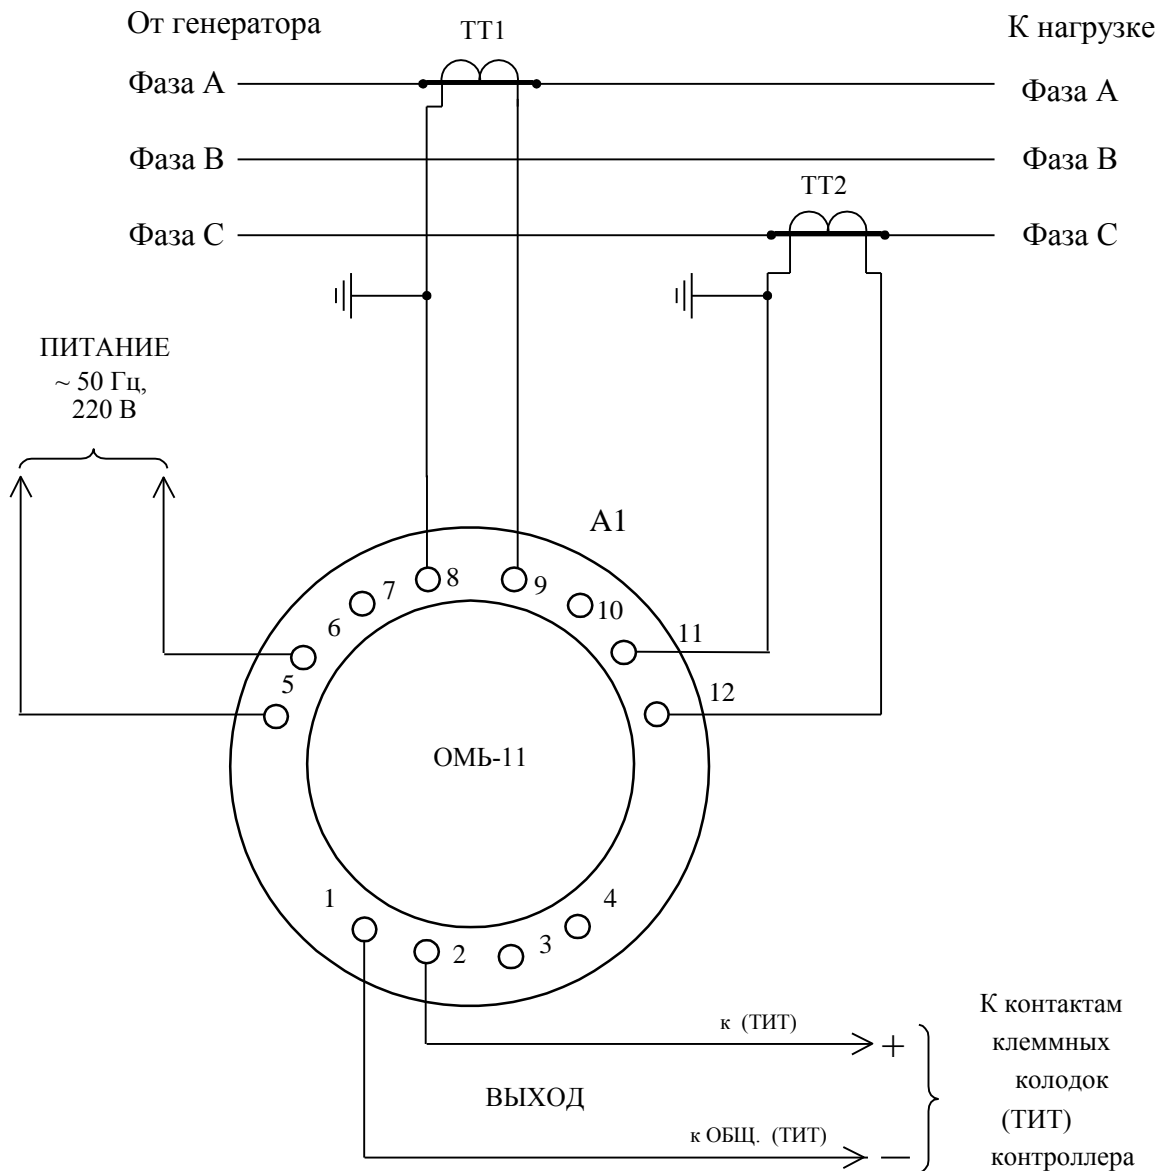 От генератора
ТТ1
К нагрузке
Фаза А
Фаза А
Фаза В
Фаза В
ТТ2
Фаза С
Фаза С
ПИТАНИЕ
~ 50 Гц,
220 В
А1
7
8
9
10
6
11
5
12
ОМЬ-11
1
4
2
3
К контактам
к (ТИТ)
+
клеммных
ВЫХОД
колодок
(ТИТ)
к ОБЩ. (ТИТ)
—
контроллера